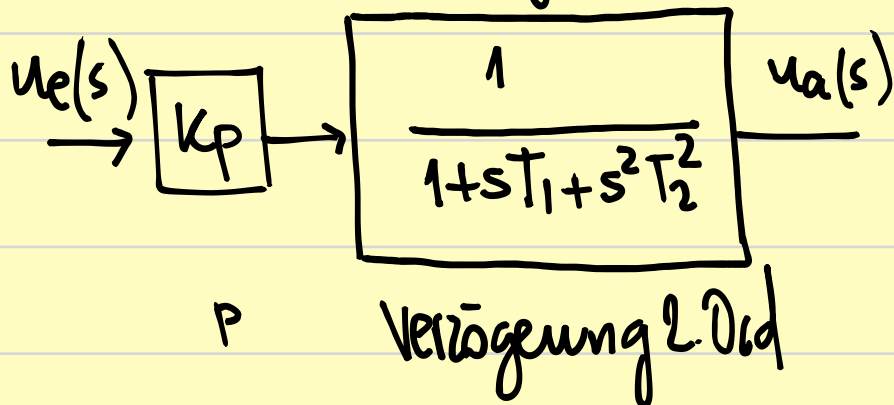 ue(s) Kp 1 ua(s)
1+sT₁+s²T₂²
P Verzögerung 2.Ord